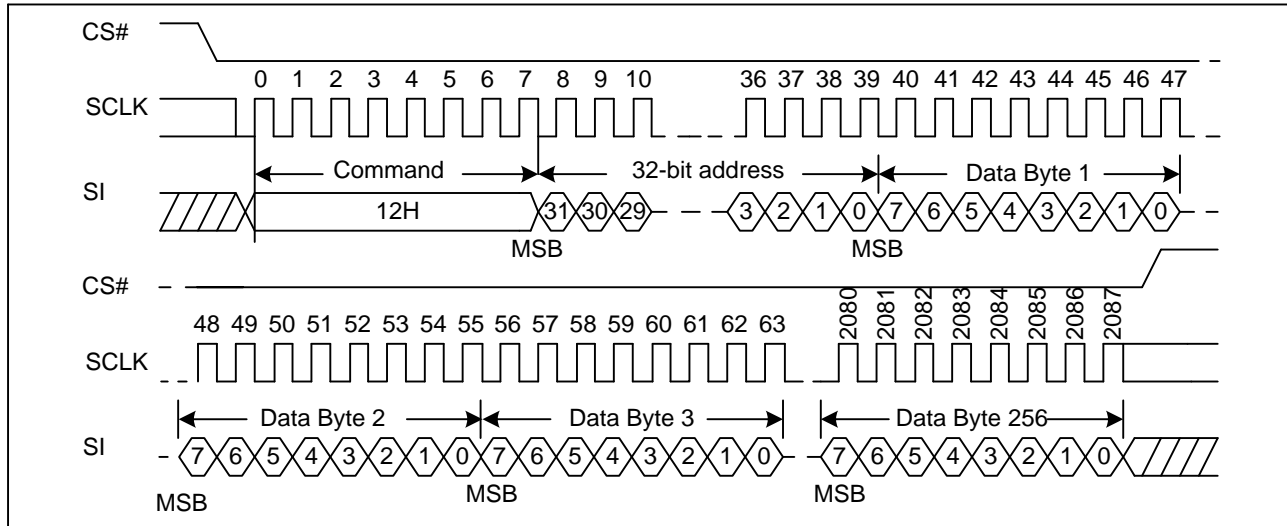 CS#
0 1 2 3 4 5 6 7 8 9 10 36 37 38 39 40 41 42 43 44 45 46 47
SCLK
Command 32-bit address Data Byte 1
SI
12H 31 30 29 3 2 1 0 7 6 5 4 3 2 1 0
MSB MSB
CS#
2080 2081 2082 2083 2084 2085 2086 2087
48 49 50 51 52 53 54 55 56 57 58 59 60 61 62 63
SCLK
Data Byte 2 Data Byte 3 Data Byte 256
SI
7 6 5 4 3 2 1 0 7 6 5 4 3 2 1 0 7 6 5 4 3 2 1 0
MSB MSB MSB